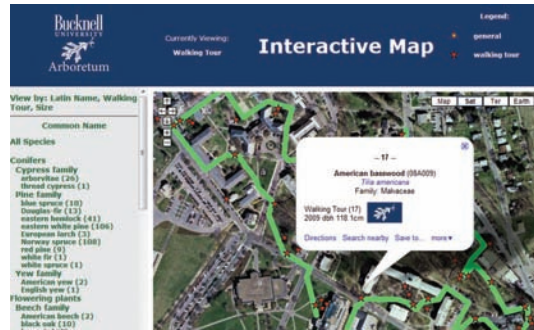 Bucknell
UNIVERSITY
Arboretum
Currently Viewing:
Walking Tour
Interactive Map
Legend:
general
walking tour
View by: Latin Name, Walking
Tour, Size
Common Name
All Species
Conifers
Cypress family
arborvitae (26)
thread cypress (1)
Pine family
blue spruce (10)
Douglas-fir (13)
eastern hemlock (41)
eastern white pine (106)
European larch (3)
Norway spruce (108)
red pine (9)
white fir (1)
white spruce (1)
Yew family
American yew (2)
English yew (1)
Flowering plants
Beech family
American beech (2)
black oak (10)
Map Sat Ter Earth
-- 17 --
American basswood (08A009)
Tilia americana
Family: Malvaceae
Walking Tour (17)
2009 dbh 118.1cm
Directions Search nearby Save to... more▼